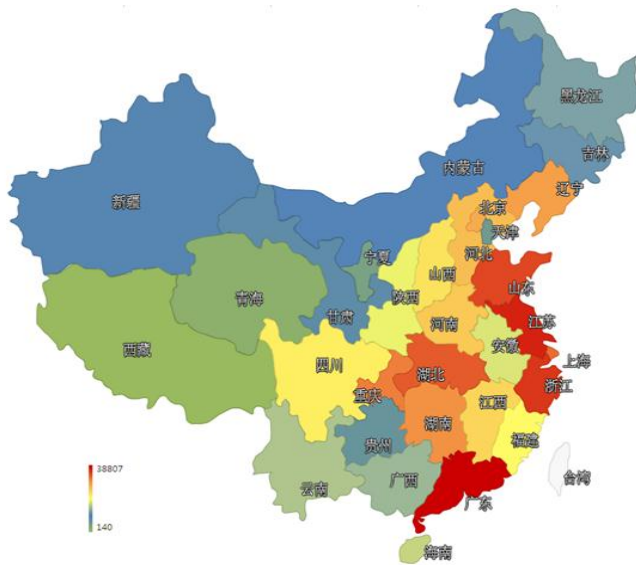 黑龙江
吉林
内蒙古
辽宁
新疆
北京
天津
宁夏
河北
山西
山东
青海
陕西
甘肃
河南
江苏
西藏
安徽
四川
上海
湖北
浙江
重庆
江西
湖南
贵州
福建
38807
广西
台湾
云南
广东
140
海南